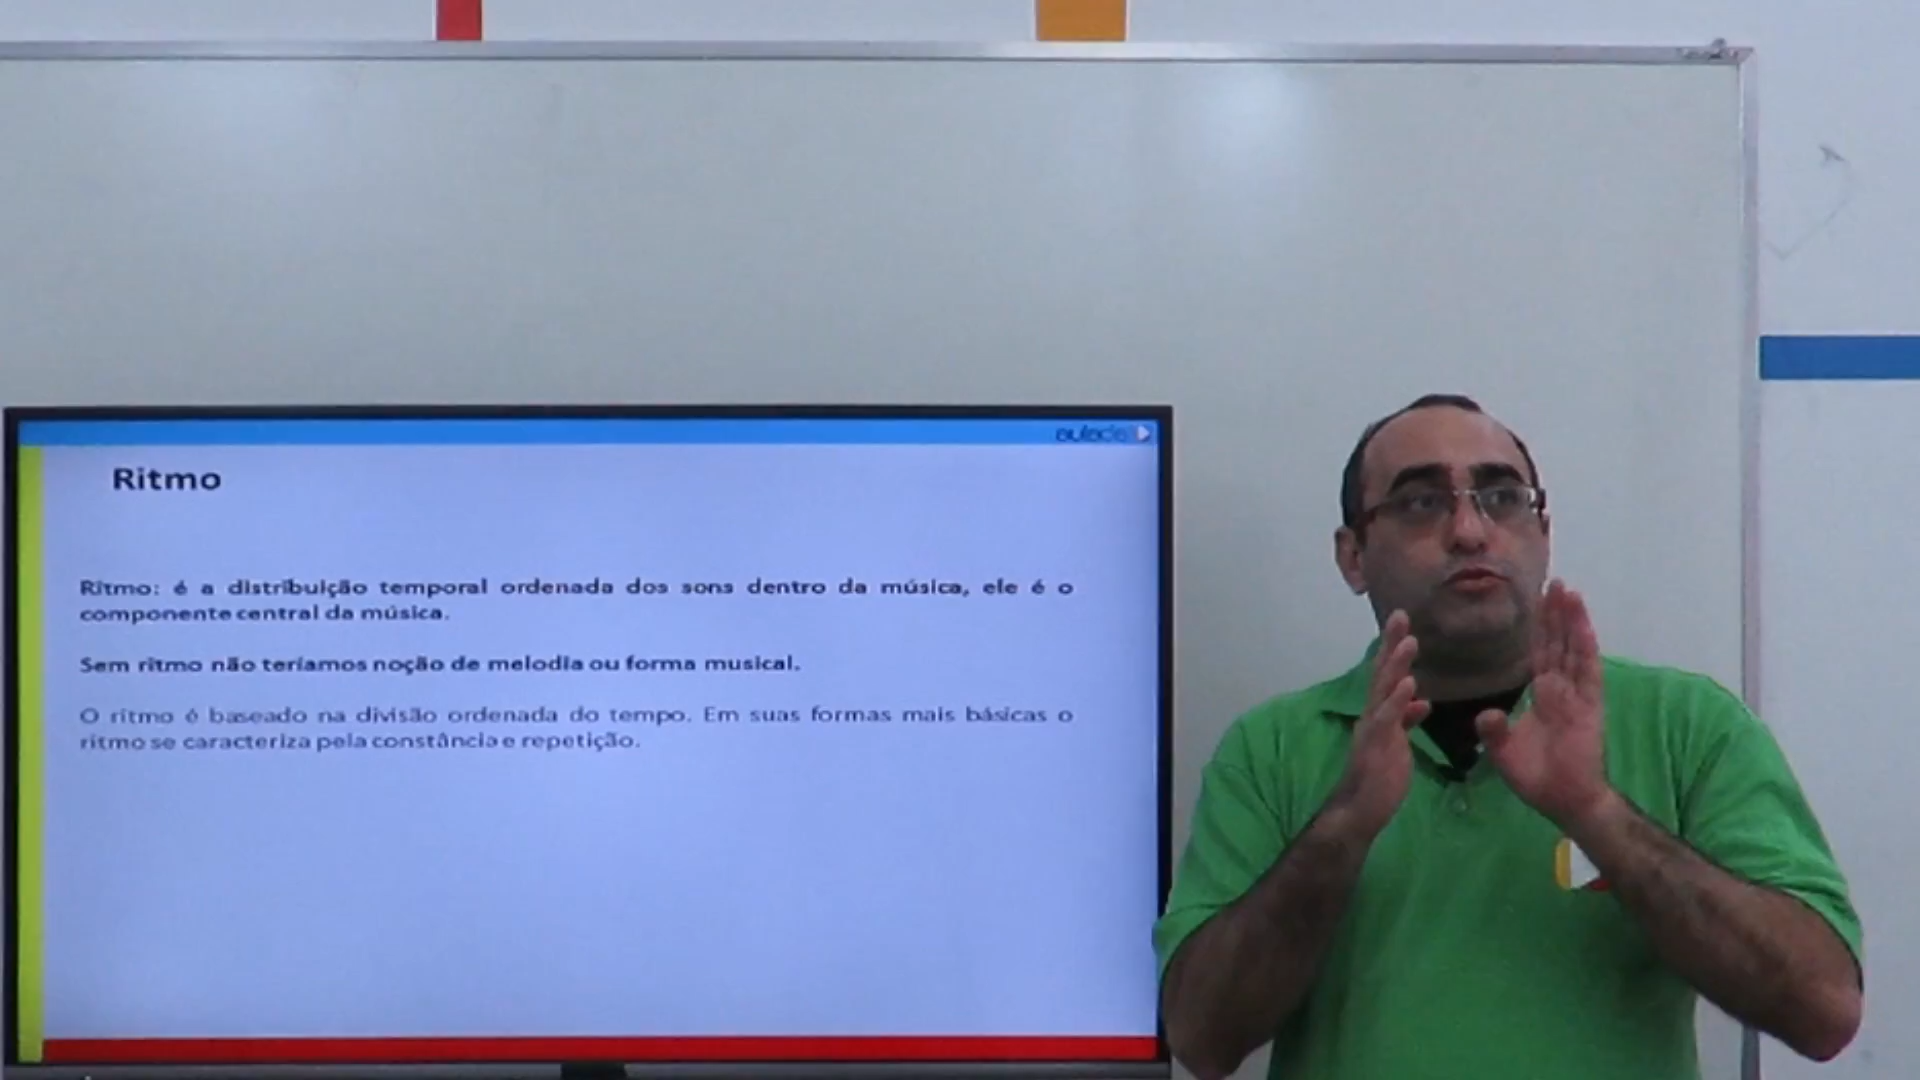 aulade
Ritmo
Ritmo: é a distribuição temporal ordenada dos sons dentro da música, ele é o
componente central da música.
Sem ritmo não teríamos noção de melodia ou forma musical.
O ritmo é baseado na divisão ordenada do tempo. Em suas formas mais básicas o
ritmo se caracteriza pela constância e repetição.